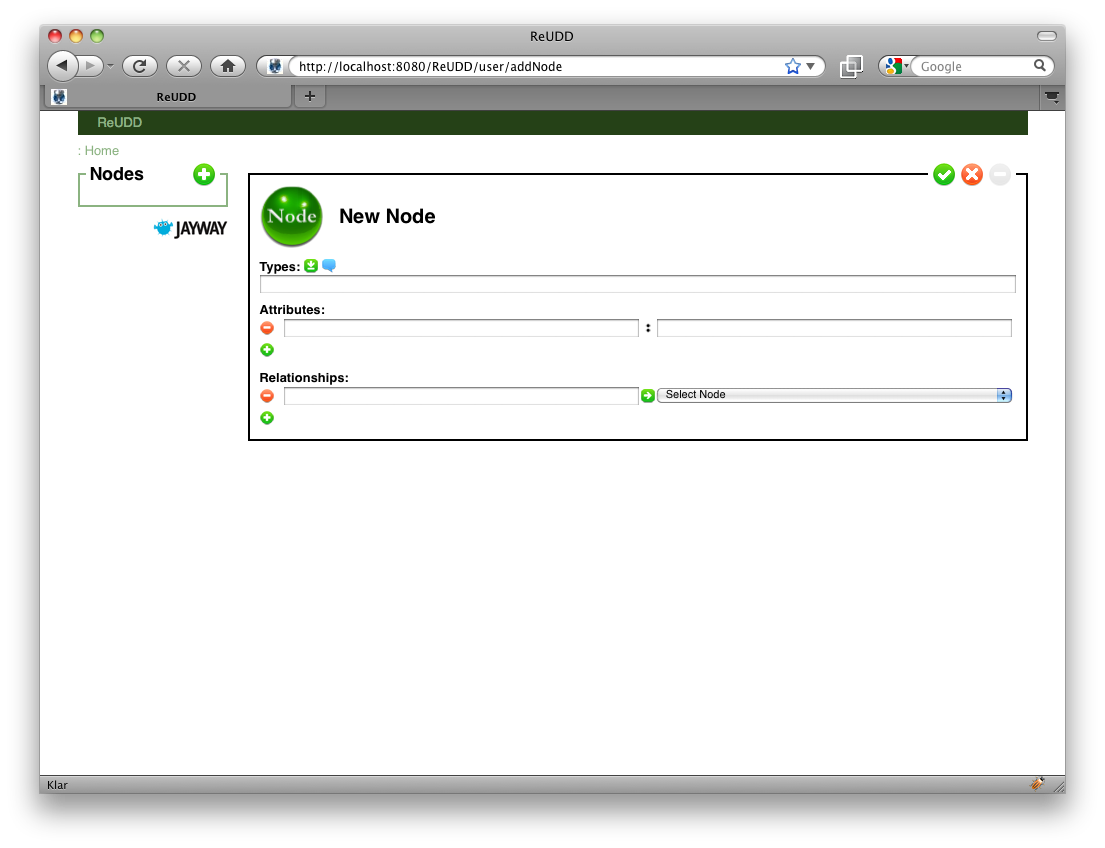 ReUDD
http://localhost:8080/ReUDD/user/addNode
Google
ReUDD
ReUDD
: Home
Nodes
JAYWAY
Node
New Node
Types:
Attributes:
:
Relationships:
Select Node
Klar